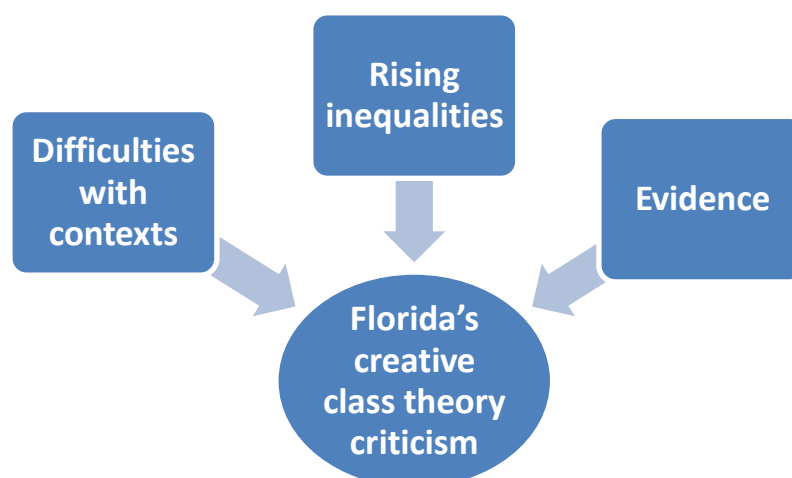 Difficulties
with
contexts
Rising
inequalities
Evidence
Florida’s
creative
class theory
criticism